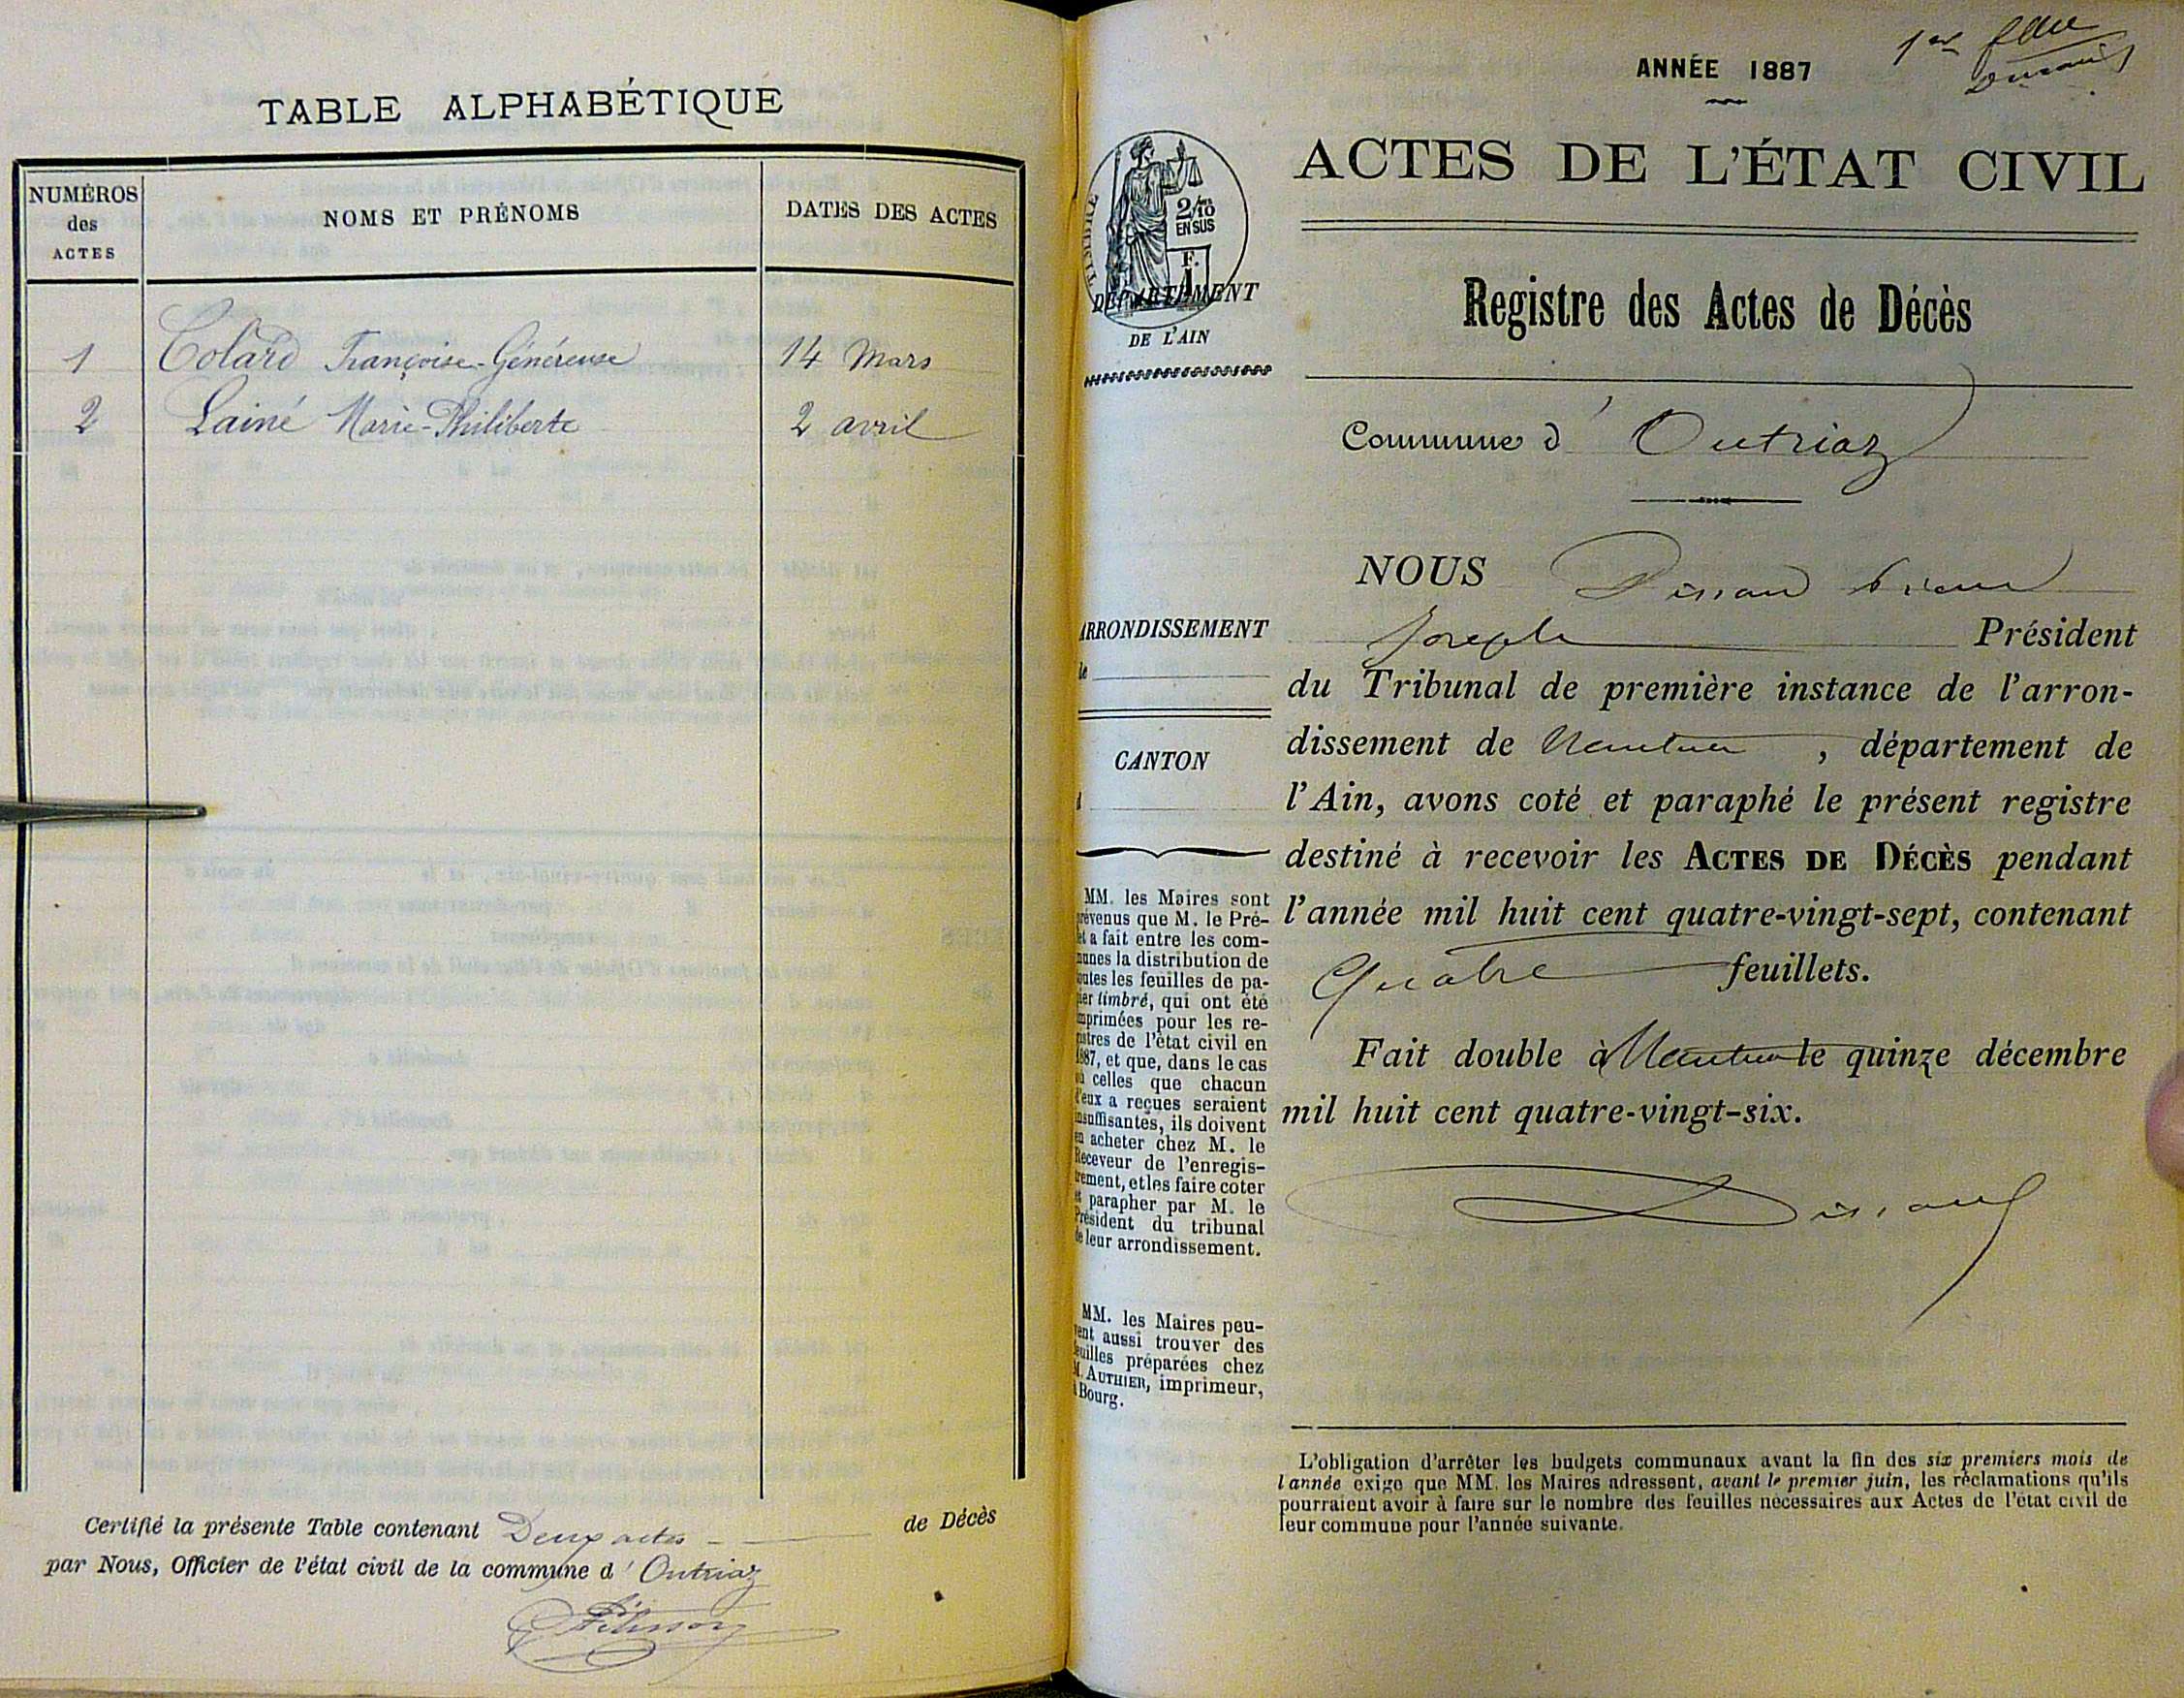 TABLE ALPHABÉTIQUE
NUMÉROS des ACTES
NOMS ET PRÉNOMS
DATES DES ACTES
1 Colard Françoise-Généreuse 14 Mars
2 Lainé Marie-Philiberte 2 avril
Certifié la présente Table contenant Deux actes de Décès
par Nous, Officier de l'état civil de la commune d'Outriaz
ANNÉE 1887
1er
TIMBRE
2/10
EN SUS
F.
1
DÉPARTEMENT
DE L'AIN
ACTES DE L'ÉTAT CIVIL
Registre des Actes de Décès
Commune d'Outriaz
NOUS
Joseph Président
du Tribunal de première instance de l'arron-
dissement de Nantua, département de
l'Ain, avons coté et paraphé le présent registre
destiné à recevoir les ACTES DE DÉCÈS pendant
l'année mil huit cent quatre-vingt-sept, contenant
Quatre feuillets.
Fait double à Nantua le quinze décembre
mil huit cent quatre-vingt-six.
ARRONDISSEMENT
CANTON
MM. les Maires sont
prévenus que M. le Pré-
fet a fait entre les com-
munes la distribution de
toutes les feuilles de pa-
pier timbré, qui ont été
imprimées pour les re-
gistres de l'état civil en
1887, et que, dans le cas
où celles que chacun
d'eux a reçues seraient
insuffisantes, ils doivent
en acheter chez M. le
Receveur de l'enregis-
trement, et les faire coter
et parapher par M. le
Président du tribunal
de leur arrondissement.
MM. les Maires peu-
vent aussi trouver des
feuilles préparées chez
M. AUTHIER, imprimeur,
à Bourg.
L'obligation d'arrêter les budgets communaux avant la fin des six premiers mois de
l'année exige que MM. les Maires adressent, avant le premier juin, les réclamations qu'ils
pourraient avoir à faire sur le nombre des feuilles nécessaires aux Actes de l'état civil de
leur commune pour l'année suivante.